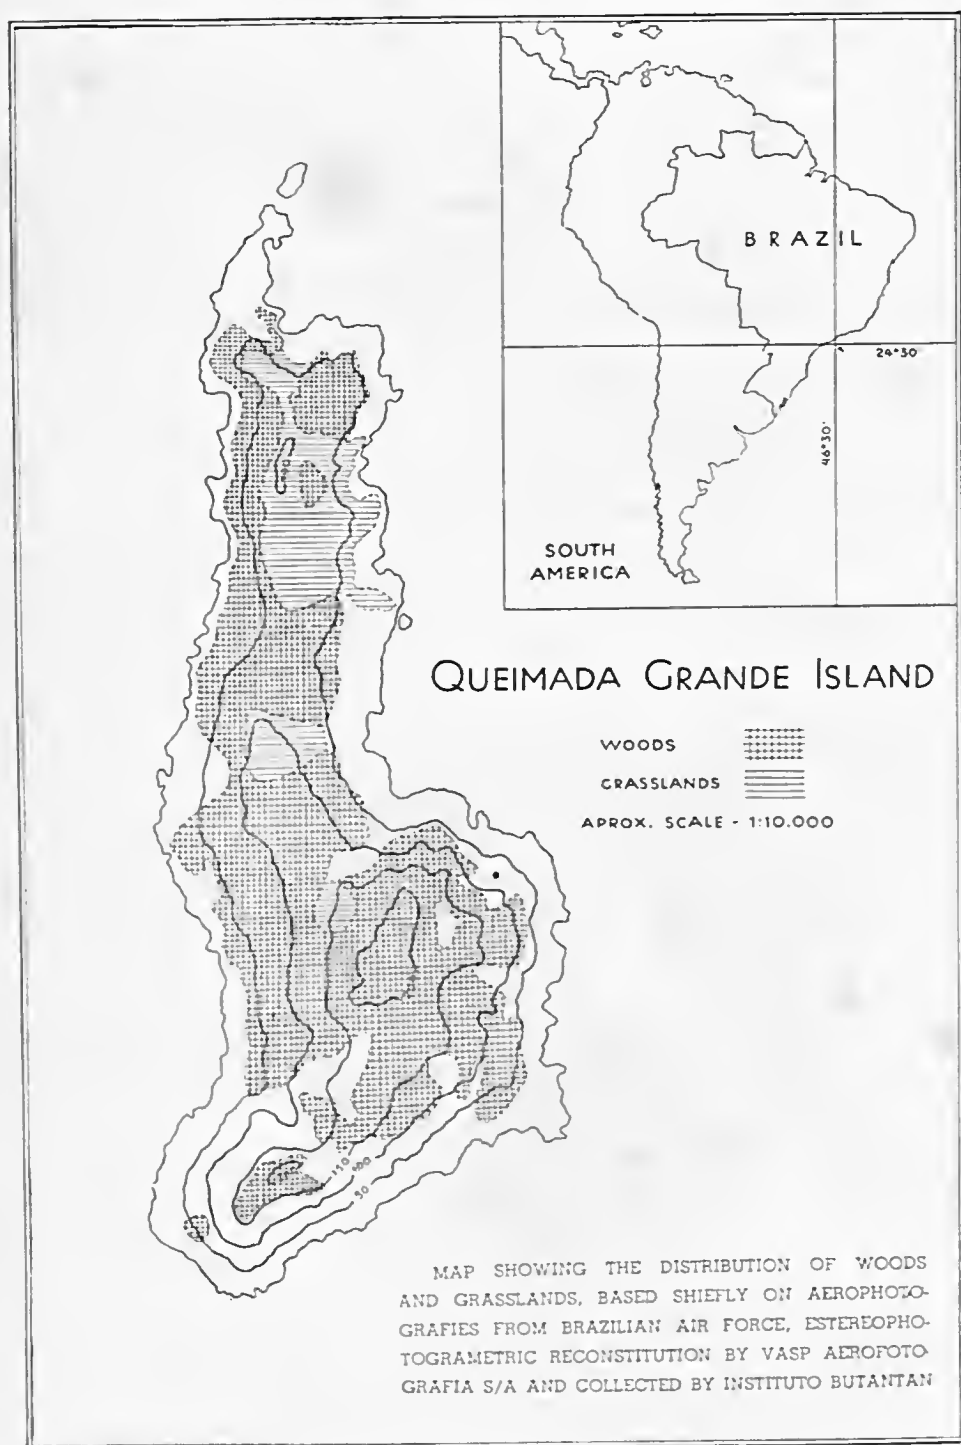 BRAZIL
24°30'
46°30'
SOUTH
AMERICA
QUEIMADA GRANDE ISLAND
WOODS
GRASSLANDS
APROX. SCALE - 1:10.000
150
100
50
MAP SHOWING THE DISTRIBUTION OF WOODS
AND GRASSLANDS, BASED SHIEFLY ON AEROPHOTO-
GRAFIES FROM BRAZILIAN AIR FORCE, ESTEREOPHO-
TOGRAMETRIC RECONSTITUTION BY VASP AEROFOTO-
GRAFIA S/A AND COLLECTED BY INSTITUTO BUTANTAN